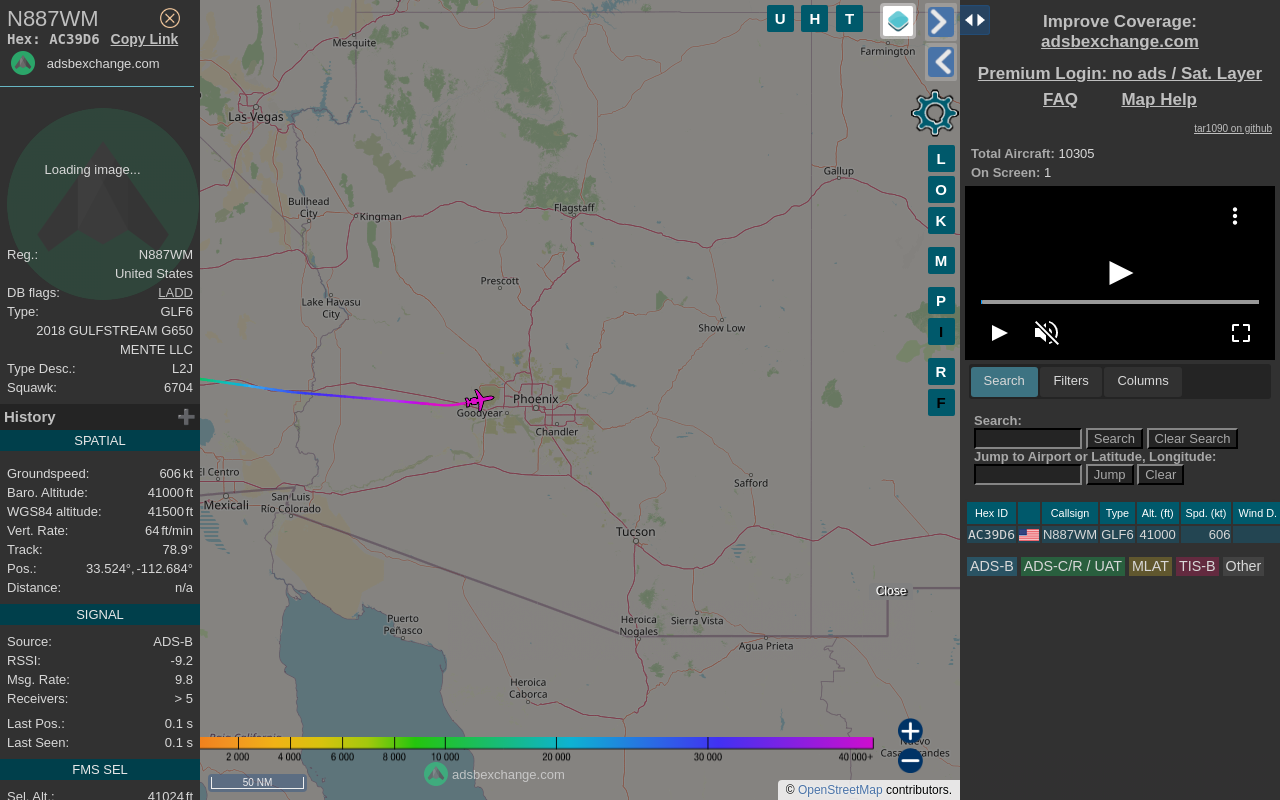 N887WM
Hex: AC39D6 Copy Link
adsbexchange.com
Loading image...
Reg.: N887WM
United States
DB flags: LADD
Type: GLF6
2018 GULFSTREAM G650
MENTE LLC
Type Desc.: L2J
Squawk: 6704
History
SPATIAL
Groundspeed: 606 kt
Baro. Altitude: 41000 ft
WGS84 altitude: 41500 ft
Vert. Rate: 64 ft/min
Track: 78.9°
Pos.: 33.524°, -112.684°
Distance: n/a
SIGNAL
Source: ADS-B
RSSI: -9.2
Msg. Rate: 9.8
Receivers: > 5
Last Pos.: 0.1 s
Last Seen: 0.1 s
FMS SEL
Sel. Alt.: 41024 ft
Mesquite
Las Vegas
Bullhead
City
Kingman
Flagstaff
Gallup
Farmington
Prescott
Lake Havasu
City
Show Low
Phoenix
Goodyear
Chandler
El Centro
Mexicali
San Luis
Río Colorado
Safford
Tucson
Puerto
Peñasco
Heroica
Nogales
Sierra Vista
Agua Prieta
Heroica
Caborca
Nuevo
Casas Grandes
Baja California
Close
2 000 4 000 6 000 8 000 10 000 20 000 30 000 40 000+
adsbexchange.com
50 NM
© OpenStreetMap contributors.
U H T
L
O
K
M
P
I
R
F
Improve Coverage:
adsbexchange.com
Premium Login: no ads / Sat. Layer
FAQ Map Help
tar1090 on github
Total Aircraft: 10305
On Screen: 1
Search Filters Columns
Search:
Search Clear Search
Jump to Airport or Latitude, Longitude:
Jump Clear
Hex ID Callsign Type Alt. (ft) Spd. (kt) Wind D.
AC39D6 N887WM GLF6 41000 606
ADS-B ADS-C/R / UAT MLAT TIS-B Other